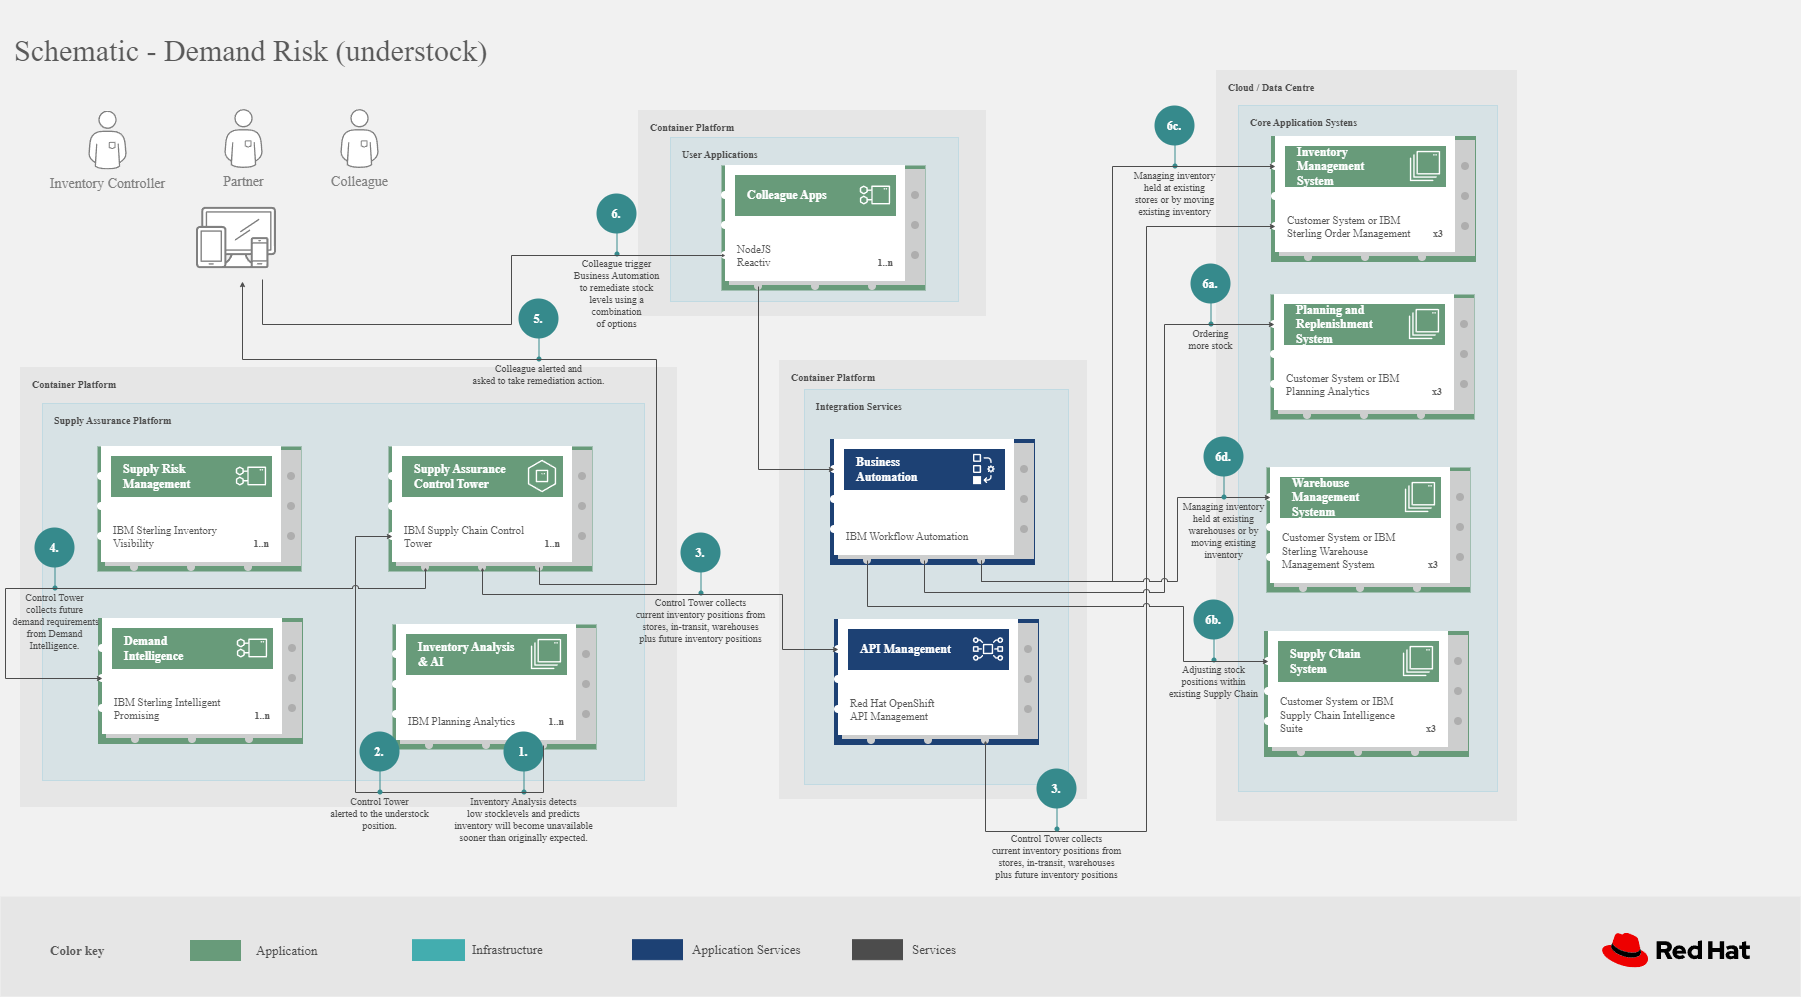 Schematic - Demand Risk (understock)
Inventory Controller
Partner
Colleague
Container Platform
User Applications
Colleague Apps
NodeJS
Reactiv
1..n
6.
Colleague trigger
Business Automation
to remediate stock
levels using a
combination
of options
5.
Colleague alerted and
asked to take remediation action.
Container Platform
Supply Assurance Platform
Supply Risk
Management
IBM Sterling Inventory
Visibility
1..n
Supply Assurance
Control Tower
IBM Supply Chain Control
Tower
1..n
4.
Control Tower
collects future
demand requirements
from Demand
Intelligence.
Demand
Intelligence
IBM Sterling Intelligent
Promising
1..n
Inventory Analysis
& AI
IBM Planning Analytics
1..n
2.
Control Tower
alerted to the understock
position.
1.
Inventory Analysis detects
low stocklevels and predicts
inventory will become unavailable
sooner than originally expected.
3.
Control Tower collects
current inventory positions from
stores, in-transit, warehouses
plus future inventory positions
Container Platform
Integration Services
Business
Automation
IBM Workflow Automation
API Management
Red Hat OpenShift
API Management
3.
Control Tower collects
current inventory positions from
stores, in-transit, warehouses
plus future inventory positions
Cloud / Data Centre
Core Application Systens
6c.
Managing inventory
held at existing
stores or by moving
existing inventory
Inventory
Management
System
Customer System or IBM
Sterling Order Management
x3
6a.
Ordering
more stock
Planning and
Replenishment
System
Customer System or IBM
Planning Analytics
x3
6d.
Managing inventory
held at existing
warehouses or by
moving existing
inventory
Warehouse
Management
Systenm
Customer System or IBM
Sterling Warehouse
Management System
x3
6b.
Adjusting stock
positions within
existing Supply Chain
Supply Chain
System
Customer System or IBM
Supply Chain Intelligence
Suite
x3
Color key
Application
Infrastructure
Application Services
Services
Red Hat